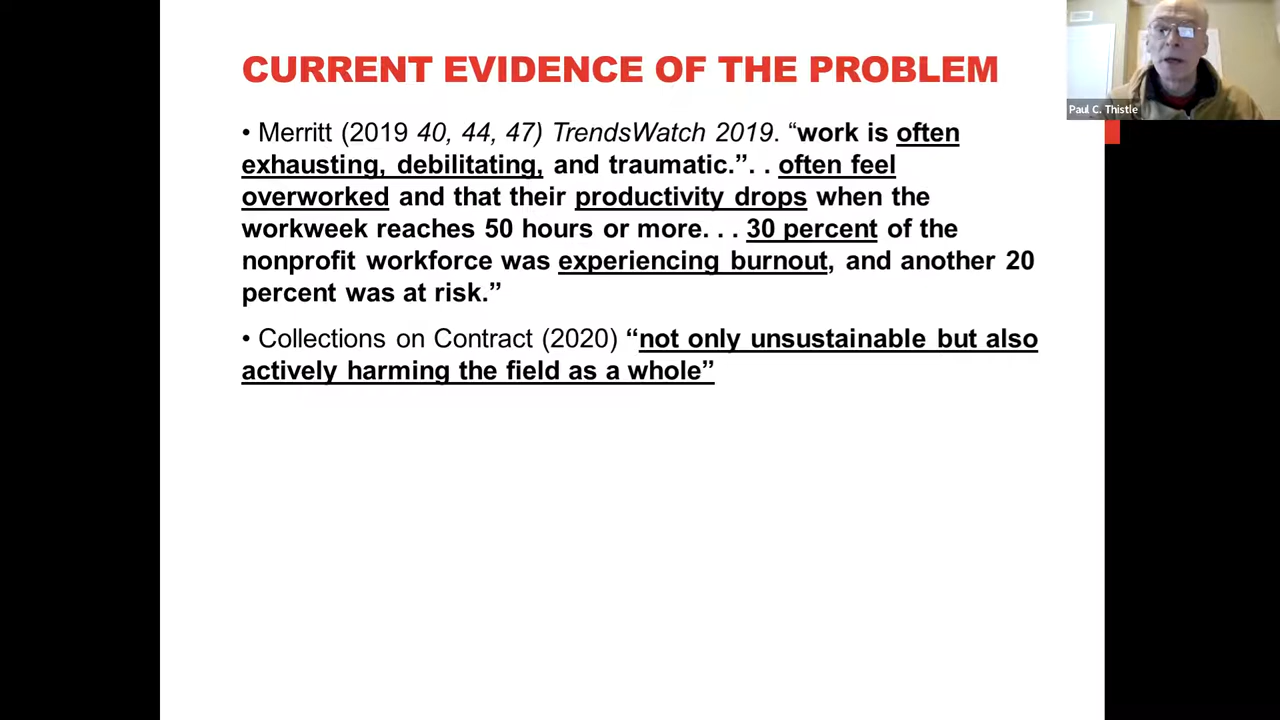 CURRENT EVIDENCE OF THE PROBLEM
• Merritt (2019 40, 44, 47) TrendsWatch 2019. “work is often
exhausting, debilitating, and traumatic.”. . often feel
overworked and that their productivity drops when the
workweek reaches 50 hours or more. . . 30 percent of the
nonprofit workforce was experiencing burnout, and another 20
percent was at risk.”
• Collections on Contract (2020) “not only unsustainable but also
actively harming the field as a whole”
Paul C. Thistle